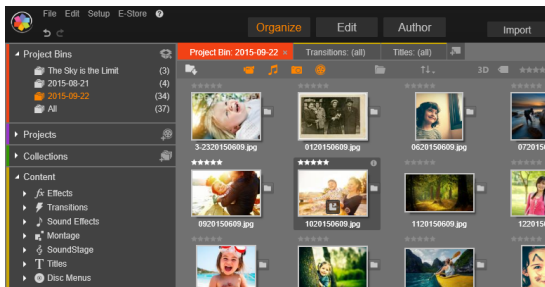 File Edit Setup E-Store ?
Organize Edit Author Import
Project Bins
The Sky is the Limit (3)
2015-08-21 (4)
2015-09-22 (34)
All (37)
Projects
Collections
Content
fx Effects
Transitions
Sound Effects
Montage
SoundStage
T Titles
Disc Menus
Project Bin: 2015-09-22 × Transitions: (all) Titles: (all)
3D
3-2320150609.jpg 0120150609.jpg 0620150609.jpg 0720150
0920150609.jpg 1020150609.jpg 1120150609.jpg 12201506